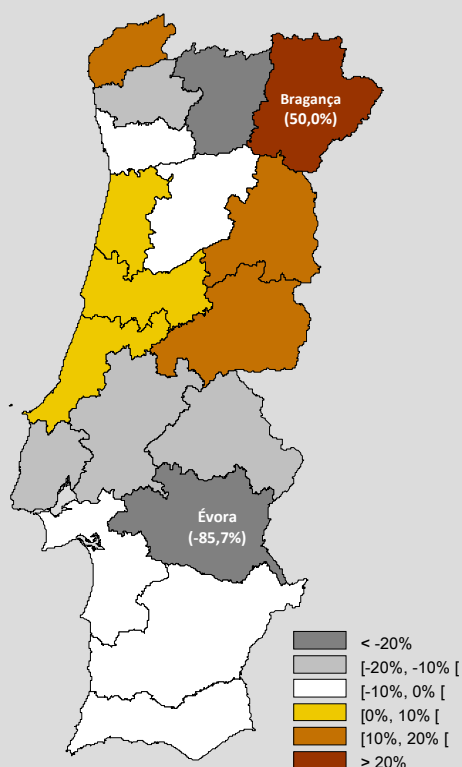 Bragança
(50,0%)
Évora
(-85,7%)
< -20%
[-20%, -10% [
[-10%, 0% [
[0%, 10% [
[10%, 20% [
> 20%